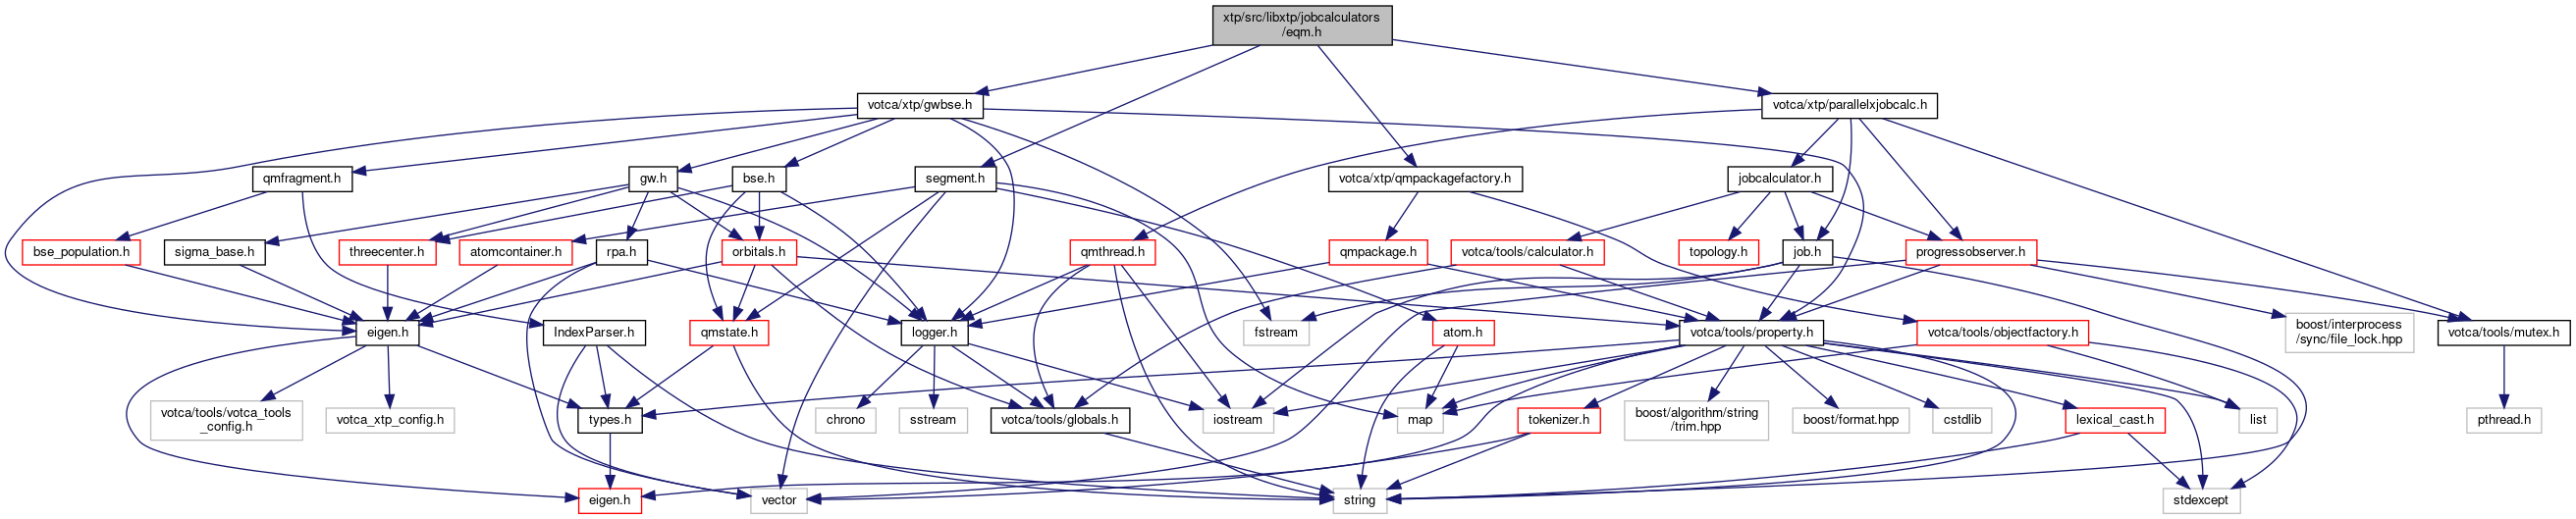 xtp/src/libxtp/jobcalculators
/eqm.h
votca/xtp/gwbse.h
votca/xtp/parallelxjobcalc.h
qmfragment.h
gw.h
bse.h
segment.h
votca/xtp/qmpackagefactory.h
jobcalculator.h
bse_population.h
sigma_base.h
threecenter.h
atomcontainer.h
rpa.h
orbitals.h
qmthread.h
qmpackage.h
votca/tools/calculator.h
topology.h
job.h
progressobserver.h
eigen.h
IndexParser.h
qmstate.h
logger.h
fstream
atom.h
votca/tools/property.h
votca/tools/objectfactory.h
boost/interprocess
/sync/file_lock.hpp
votca/tools/mutex.h
votca/tools/votca_tools
_config.h
votca_xtp_config.h
types.h
chrono
sstream
votca/tools/globals.h
iostream
map
tokenizer.h
boost/algorithm/string
/trim.hpp
boost/format.hpp
cstdlib
lexical_cast.h
list
pthread.h
eigen.h
vector
string
stdexcept